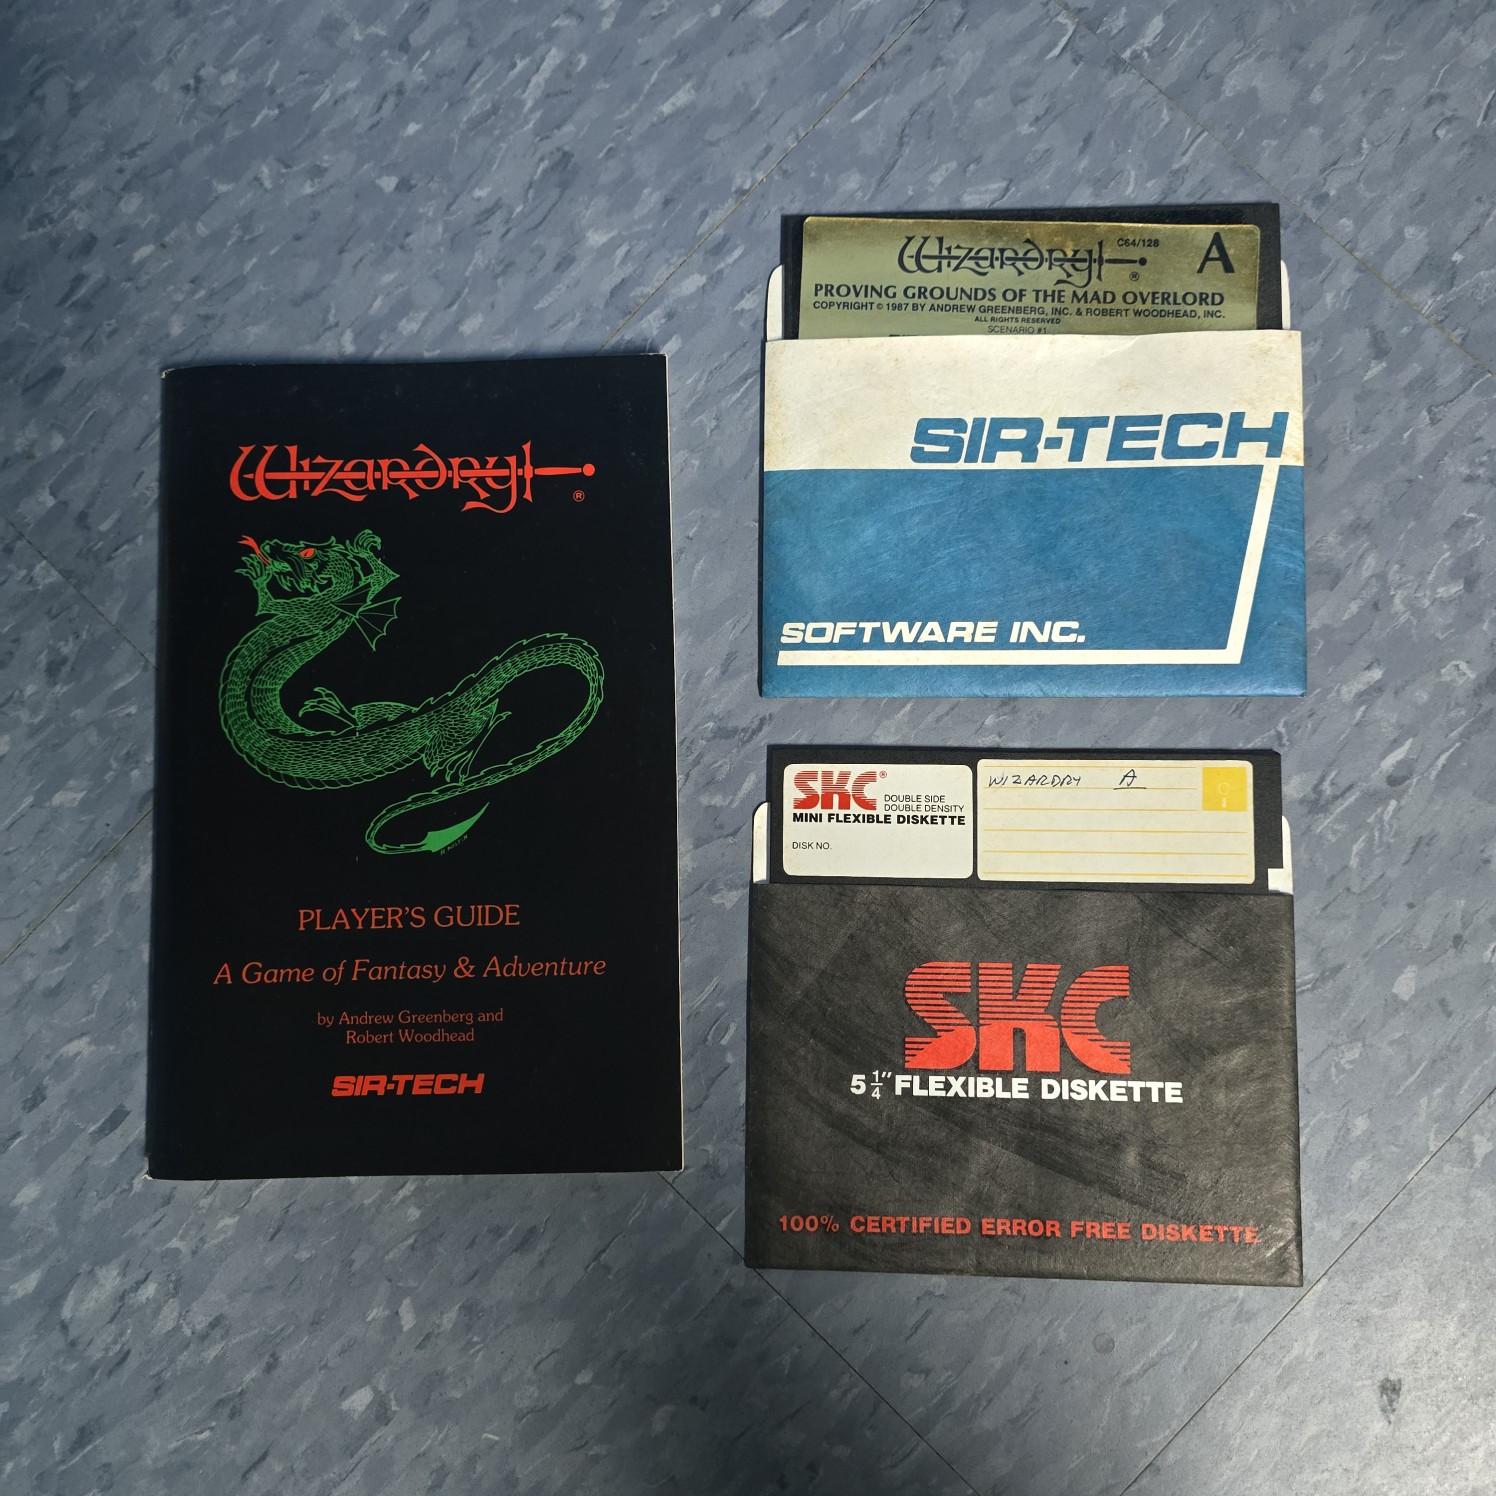 Wizardry
®
PLAYER'S GUIDE
A Game of Fantasy & Adventure
by Andrew Greenberg and
Robert Woodhead
SIR-TECH
Wizardry C64/128 A
®
PROVING GROUNDS OF THE MAD OVERLORD
COPYRIGHT © 1987 BY ANDREW GREENBERG, INC. & ROBERT WOODHEAD, INC.
ALL RIGHTS RESERVED
SCENARIO #1
SIR-TECH
SOFTWARE INC.
SKC®
DOUBLE SIDE
DOUBLE DENSITY
MINI FLEXIBLE DISKETTE
DISK NO.
WIZARDRY A
SKC
5 1/4" FLEXIBLE DISKETTE
100% CERTIFIED ERROR FREE DISKETTE